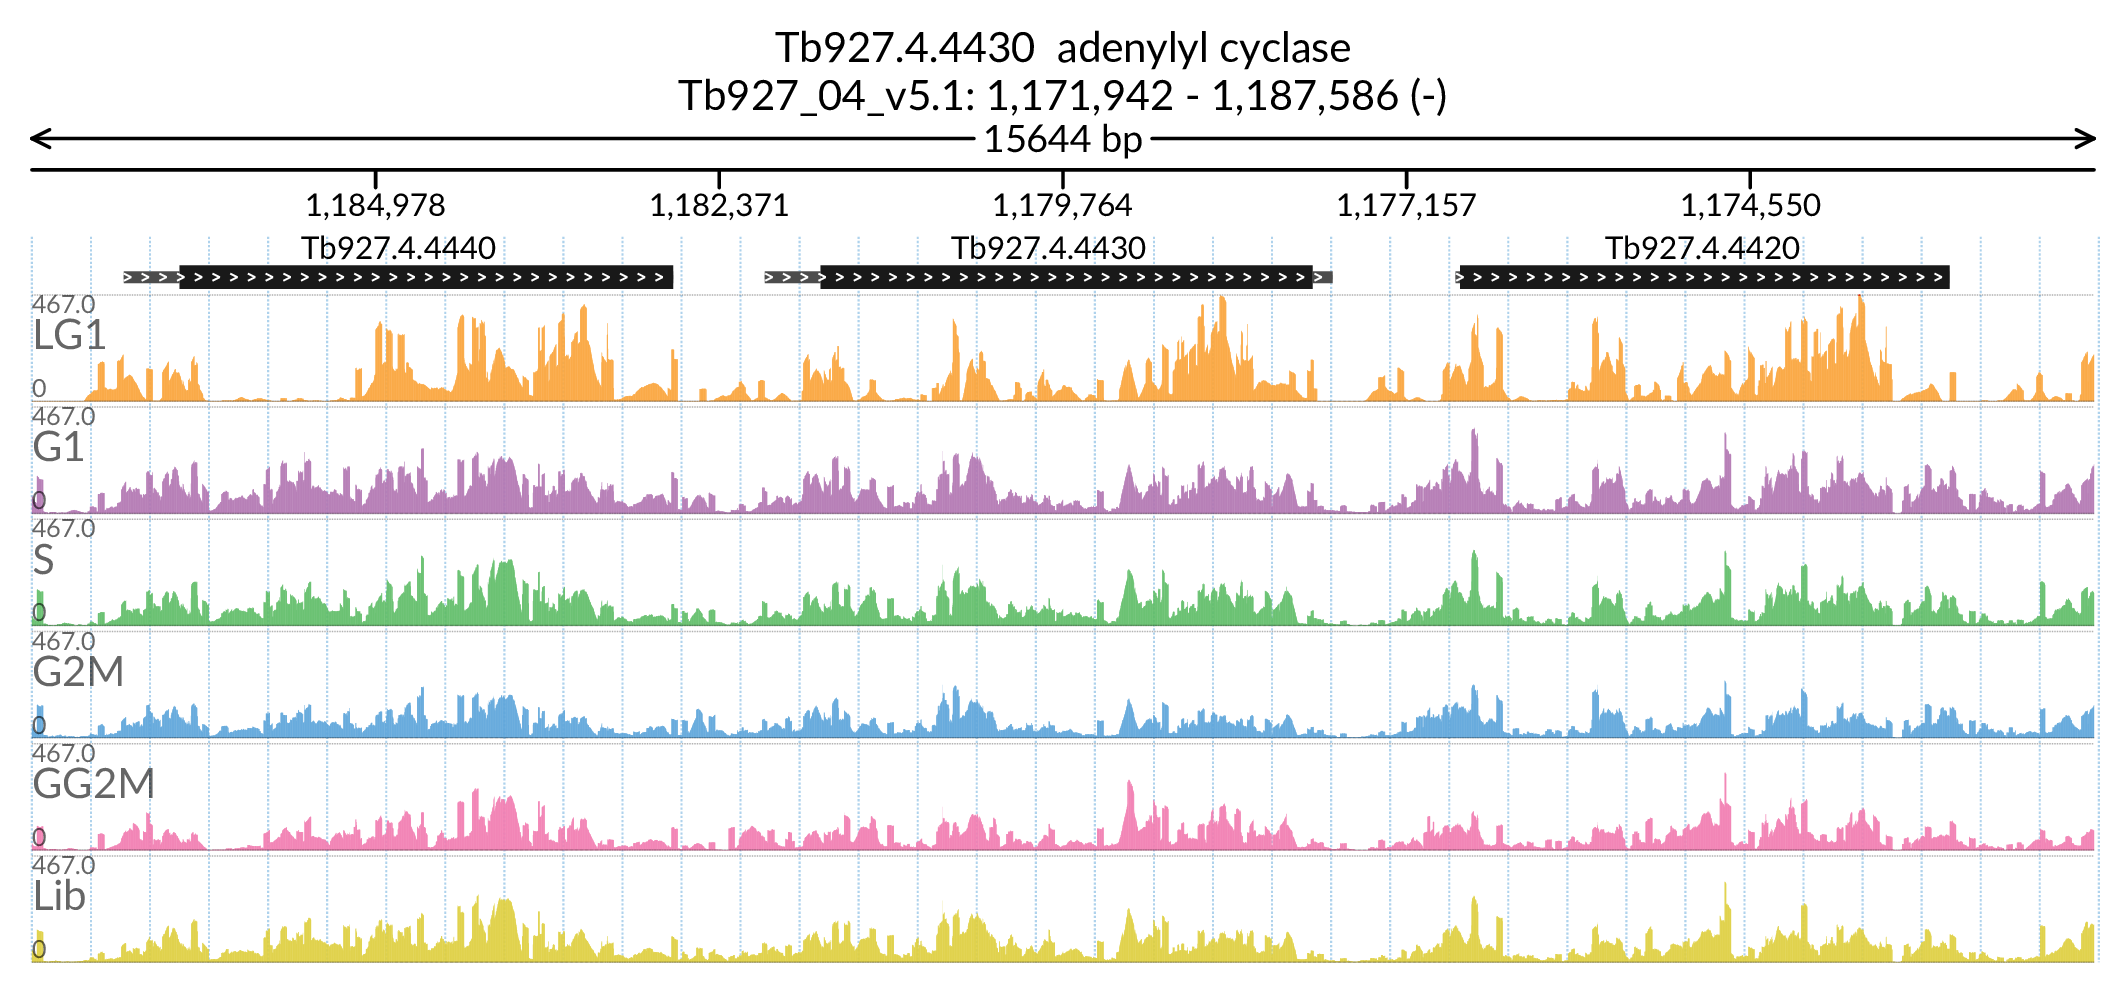 Tb927.4.4430  adenylyl cyclase
Tb927_04_v5.1: 1,171,942 - 1,187,586 (-)
15644 bp
1,184,978 1,182,371 1,179,764 1,177,157 1,174,550
Tb927.4.4440 Tb927.4.4430 Tb927.4.4420
467.0
LG1
0
467.0
G1
0
467.0
S
0
467.0
G2M
0
467.0
GG2M
0
467.0
Lib
0